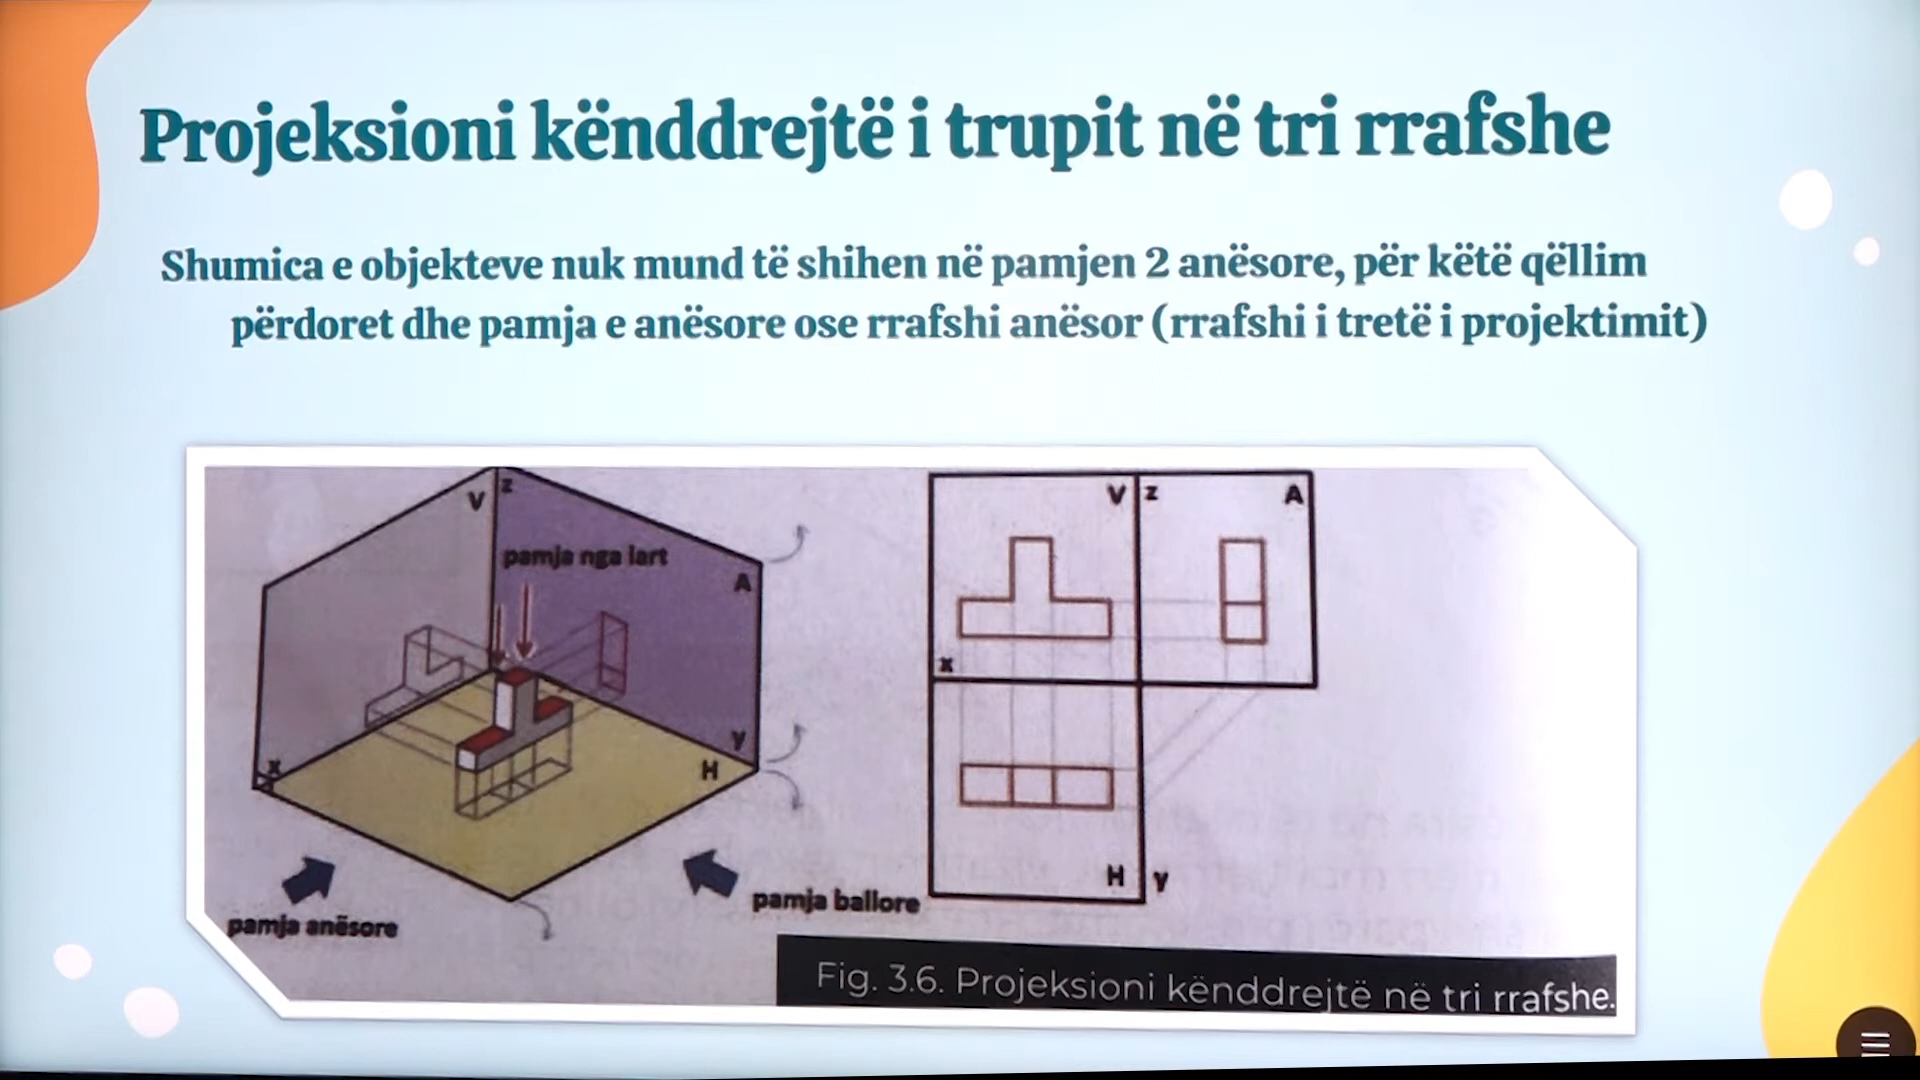 Projeksioni kënddrejtë i trupit në tri rrafshe
Shumica e objekteve nuk mund të shihen në pamjen 2 anësore, për këtë qëllim
përdoret dhe pamja e anësore ose rrafshi anësor (rrafshi i tretë i projektimit)
V z
pamja nga lart
A
x
y
H
pamja anësore
pamja ballore
V z A
x
H y
Fig. 3.6. Projeksioni kënddrejtë në tri rrafshe.